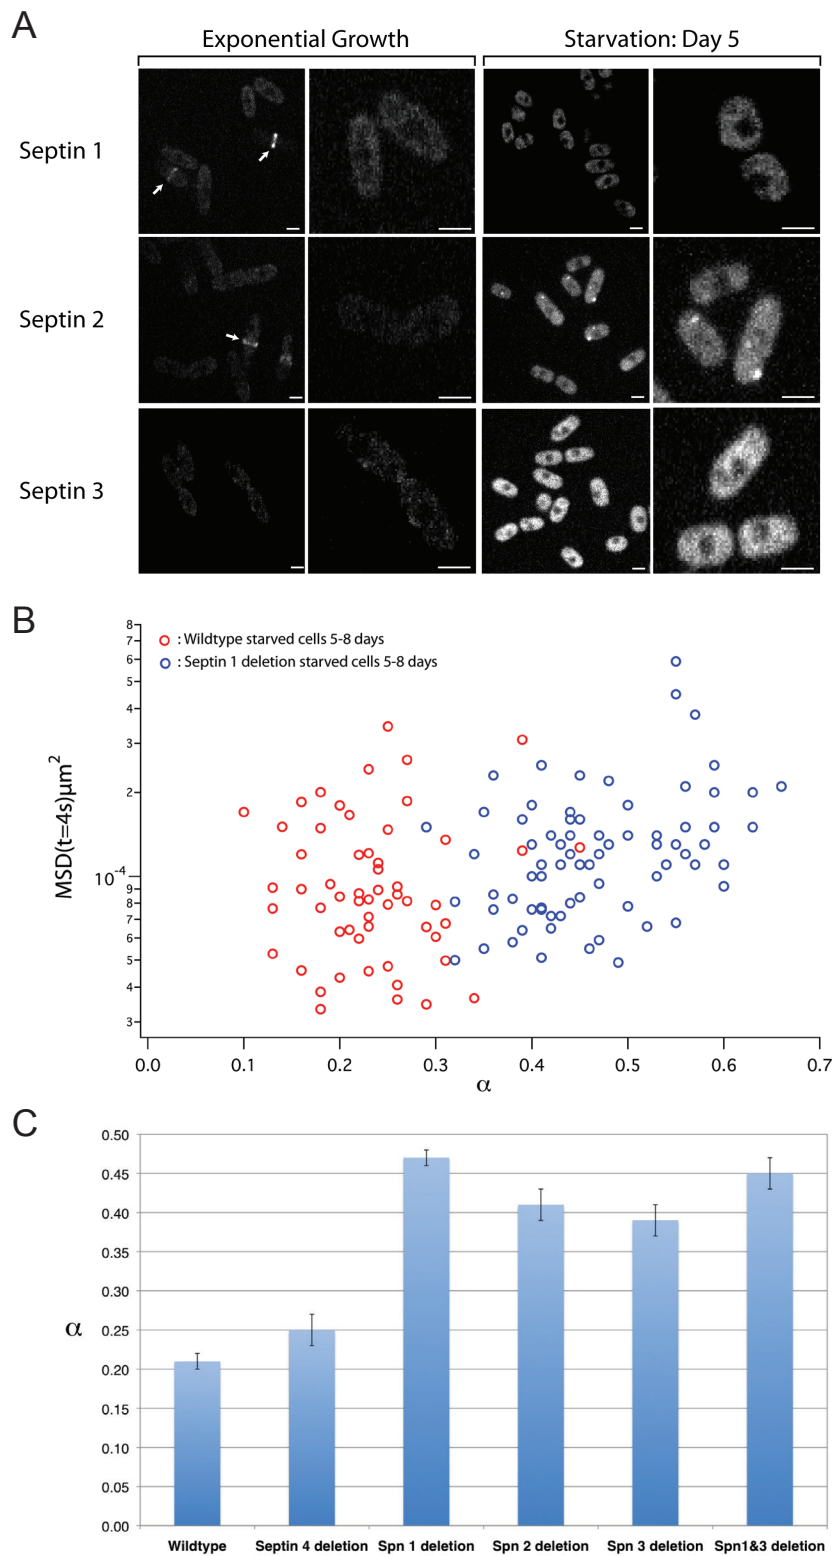 A
Exponential Growth
Starvation: Day 5
Septin 1
Septin 2
Septin 3
B
8
7
6
5
4
3
2
10-4
9
8
7
6
5
4
3
: Wildtype starved cells 5-8 days
: Septin 1 deletion starved cells 5-8 days
MSD(t=4s)μm2
0.0 0.1 0.2 0.3 0.4 0.5 0.6 0.7
α
C
0.50
0.45
0.40
0.35
0.30
0.25
0.20
0.15
0.10
0.05
0.00
α
Wildtype Septin 4 deletion Spn 1 deletion Spn 2 deletion Spn 3 deletion Spn1&3 deletion